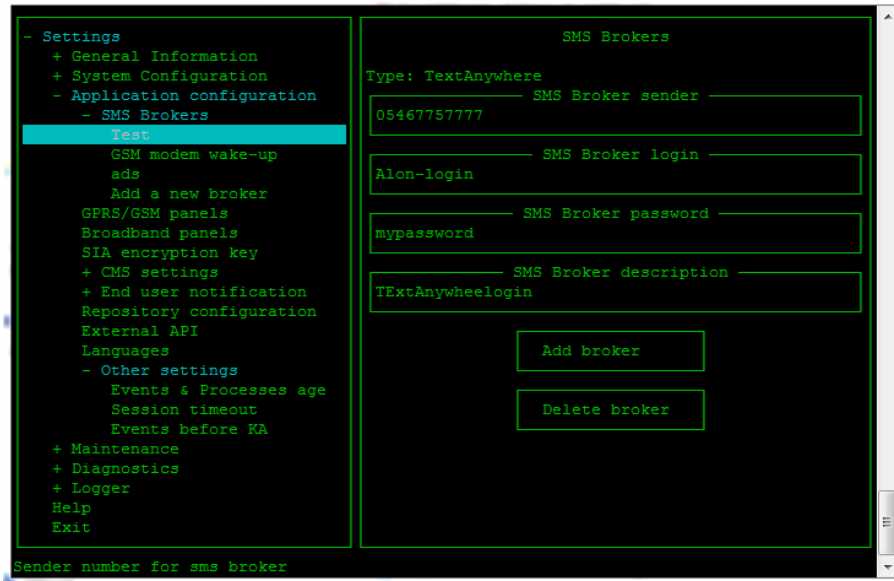 - Settings
+ General Information
+ System Configuration
- Application configuration
- SMS Brokers
Test
GSM modem wake-up
ads
Add a new broker
GPRS/GSM panels
Broadband panels
SIA encryption key
+ CMS settings
+ End user notification
Repository configuration
External API
Languages
- Other settings
Events & Processes age
Session timeout
Events before KA
+ Maintenance
+ Diagnostics
+ Logger
Help
Exit
SMS Brokers
Type: TextAnywhere
SMS Broker sender
05467757777
SMS Broker login
Alon-login
SMS Broker password
mypassword
SMS Broker description
TExtAnywheelogin
Add broker
Delete broker
Sender number for sms broker